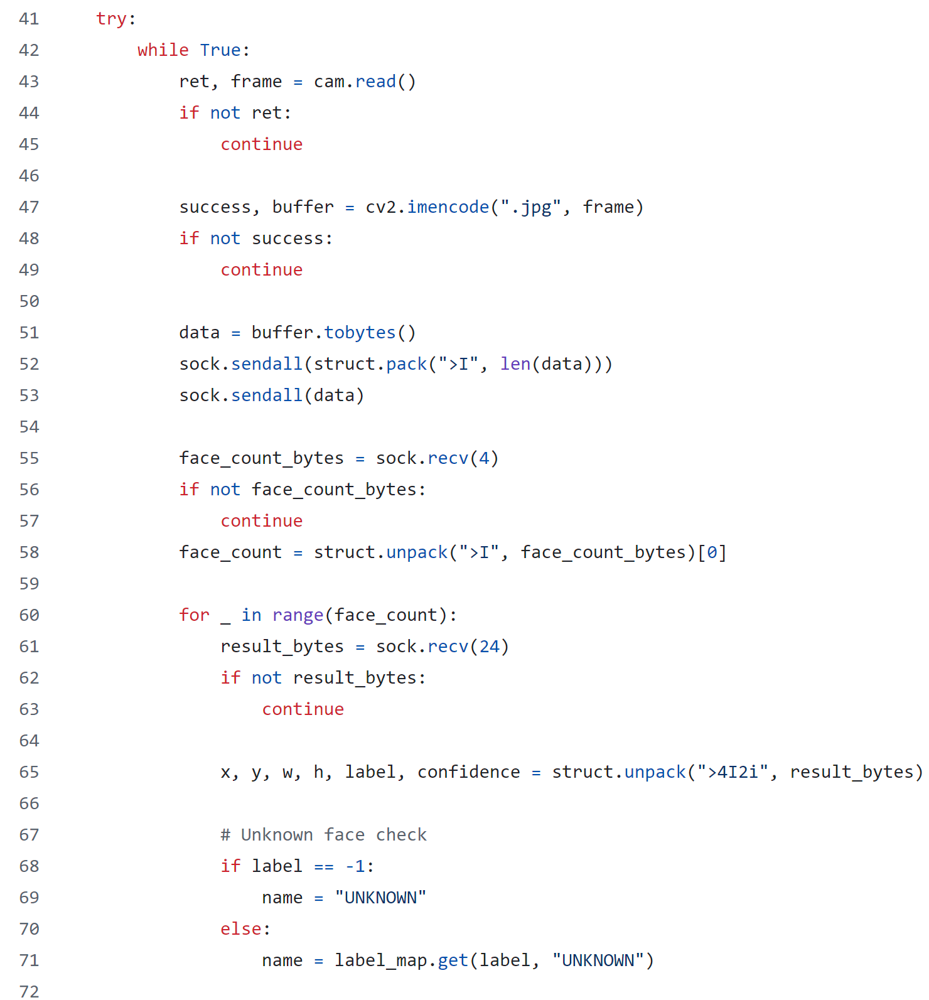 41 try:
42 while True:
43 ret, frame = cam.read()
44 if not ret:
45 continue
46
47 success, buffer = cv2.imencode(".jpg", frame)
48 if not success:
49 continue
50
51 data = buffer.tobytes()
52 sock.sendall(struct.pack(">I", len(data)))
53 sock.sendall(data)
54
55 face_count_bytes = sock.recv(4)
56 if not face_count_bytes:
57 continue
58 face_count = struct.unpack(">I", face_count_bytes)[0]
59
60 for _ in range(face_count):
61 result_bytes = sock.recv(24)
62 if not result_bytes:
63 continue
64
65 x, y, w, h, label, confidence = struct.unpack(">4I2i", result_bytes)
66
67 # Unknown face check
68 if label == -1:
69 name = "UNKNOWN"
70 else:
71 name = label_map.get(label, "UNKNOWN")
72